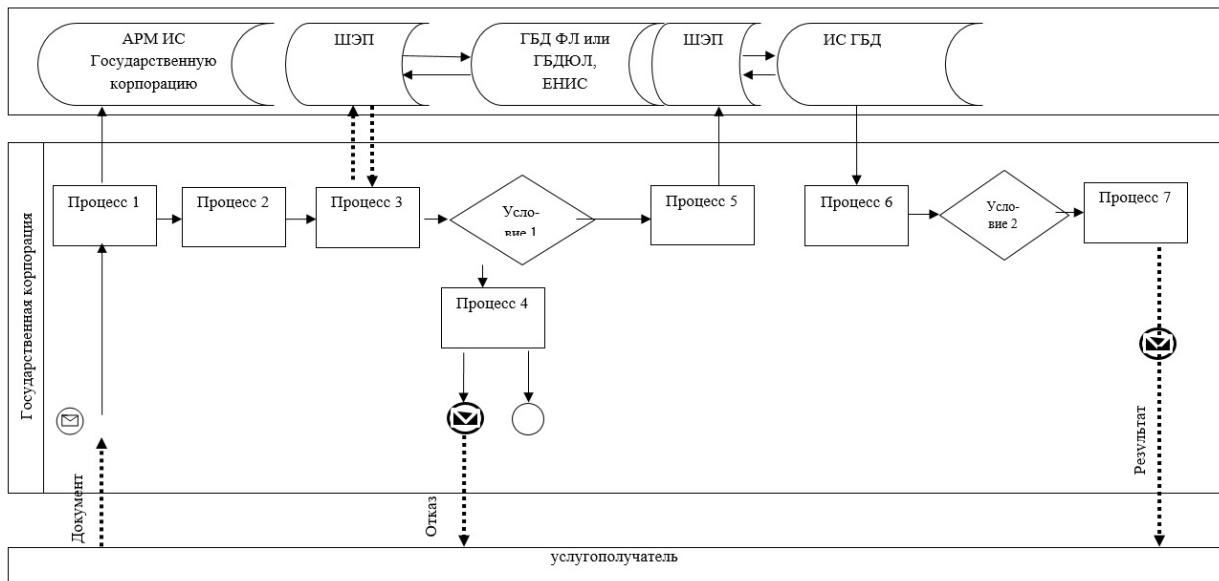 АРМ ИС
Государственную
корпорацию
ШЭП
ГБД ФЛ или
ГБДЮЛ,
ЕНИС
ШЭП
ИС ГБД
Государственная корпорация
Процесс 1
Процесс 2
Процесс 3
Усло-
вие 1
Процесс 5
Процесс 6
Усло-
вие 2
Процесс 7
Процесс 4
Документ
Отказ
Результат
услугополучатель